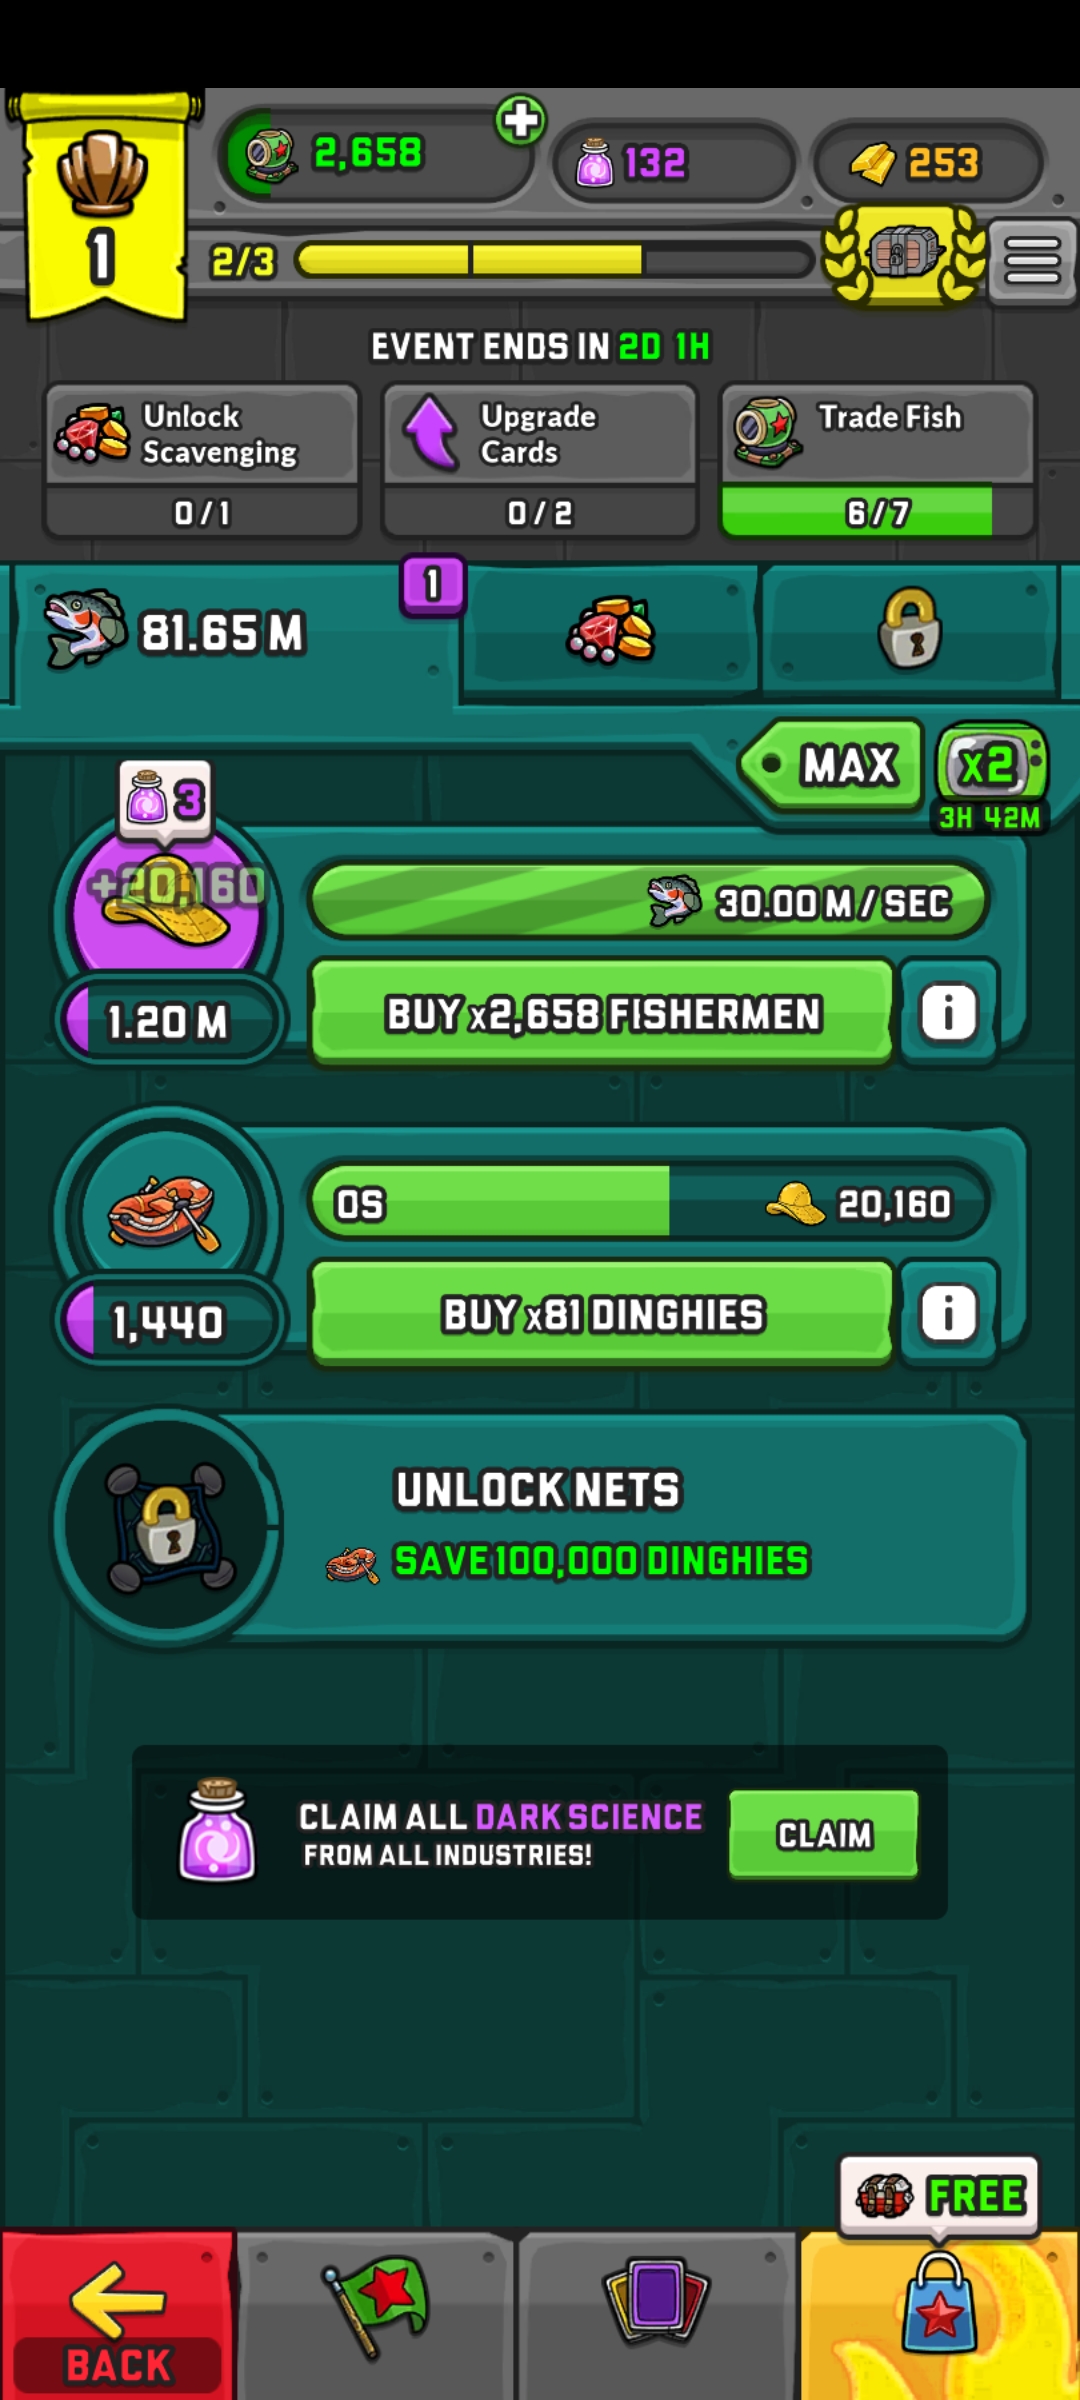 2,658
132
253
1
2/3
EVENT ENDS IN 2D 1H
Unlock
Scavenging
0/1
Upgrade
Cards
0/2
Trade Fish
6/7
81.65 M
1
MAX
x2
3H 42M
3
+20,160
30.00 M / SEC
1.20 M
BUY x2,658 FISHERMEN
i
0S
20,160
1,440
BUY x81 DINGHIES
i
UNLOCK NETS
SAVE 100,000 DINGHIES
CLAIM ALL DARK SCIENCE
FROM ALL INDUSTRIES!
CLAIM
FREE
BACK